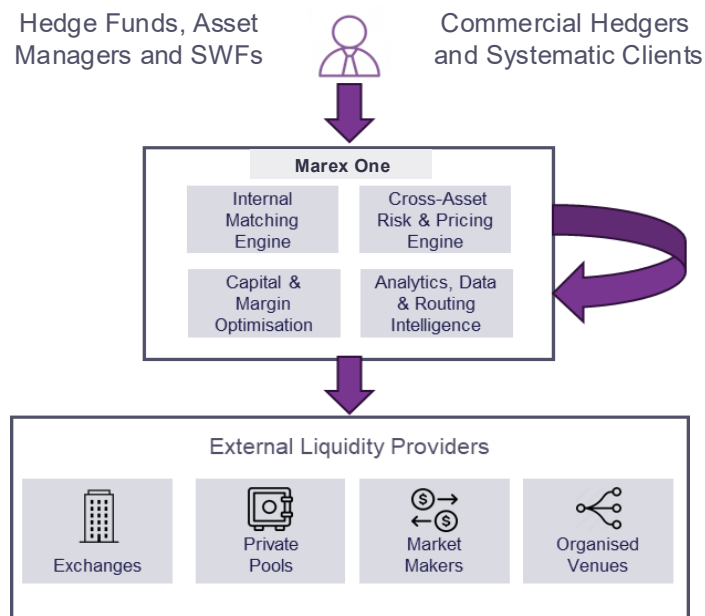 Hedge Funds, Asset
Managers and SWFs
Commercial Hedgers
and Systematic Clients
Marex One
Internal
Matching
Engine
Cross-Asset
Risk & Pricing
Engine
Capital &
Margin
Optimisation
Analytics, Data
& Routing
Intelligence
External Liquidity Providers
$
$
Exchanges
Private
Pools
Market
Makers
Organised
Venues